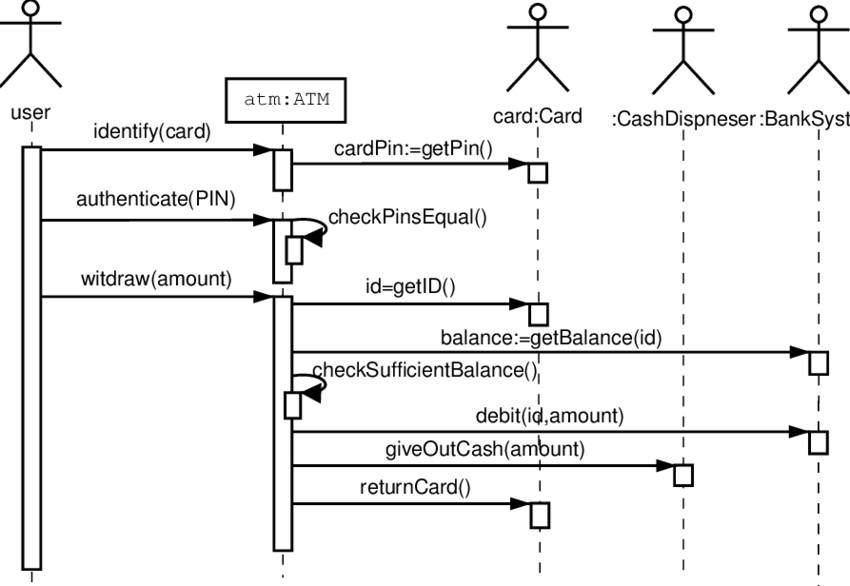 user
atm:ATM
card:Card
:CashDispneser
:BankSyst
identify(card)
cardPin:=getPin()
authenticate(PIN)
checkPinsEqual()
witdraw(amount)
id=getID()
balance:=getBalance(id)
checkSufficientBalance()
debit(id,amount)
giveOutCash(amount)
returnCard()